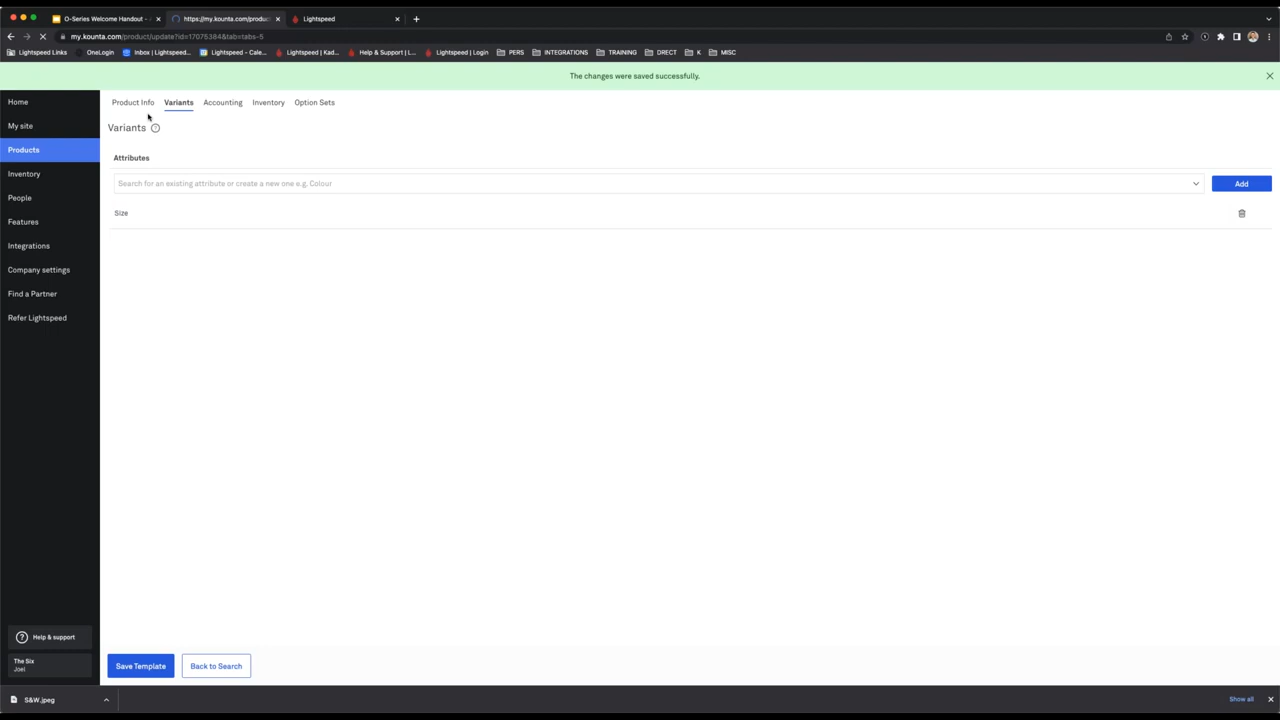 O-Series Welcome Handout - A
https://my.kounta.com/produc
Lightspeed
my.kounta.com/product/update?id=17075384&tab=tabs-5
Lightspeed Links
OneLogin
Inbox | Lightspeed...
Lightspeed - Cale...
Lightspeed | Kad...
Help & Support | L...
Lightspeed | Login
PERS
INTEGRATIONS
TRAINING
DRECT
K
MISC
The changes were saved successfully.
Home
My site
Products
Inventory
People
Features
Integrations
Company settings
Find a Partner
Refer Lightspeed
Product Info
Variants
Accounting
Inventory
Option Sets
Variants ?
Attributes
Search for an existing attribute or create a new one e.g. Colour
Add
Size
? Help & support
The Six
Joel
Save Template
Back to Search
S&W.jpeg
Show all